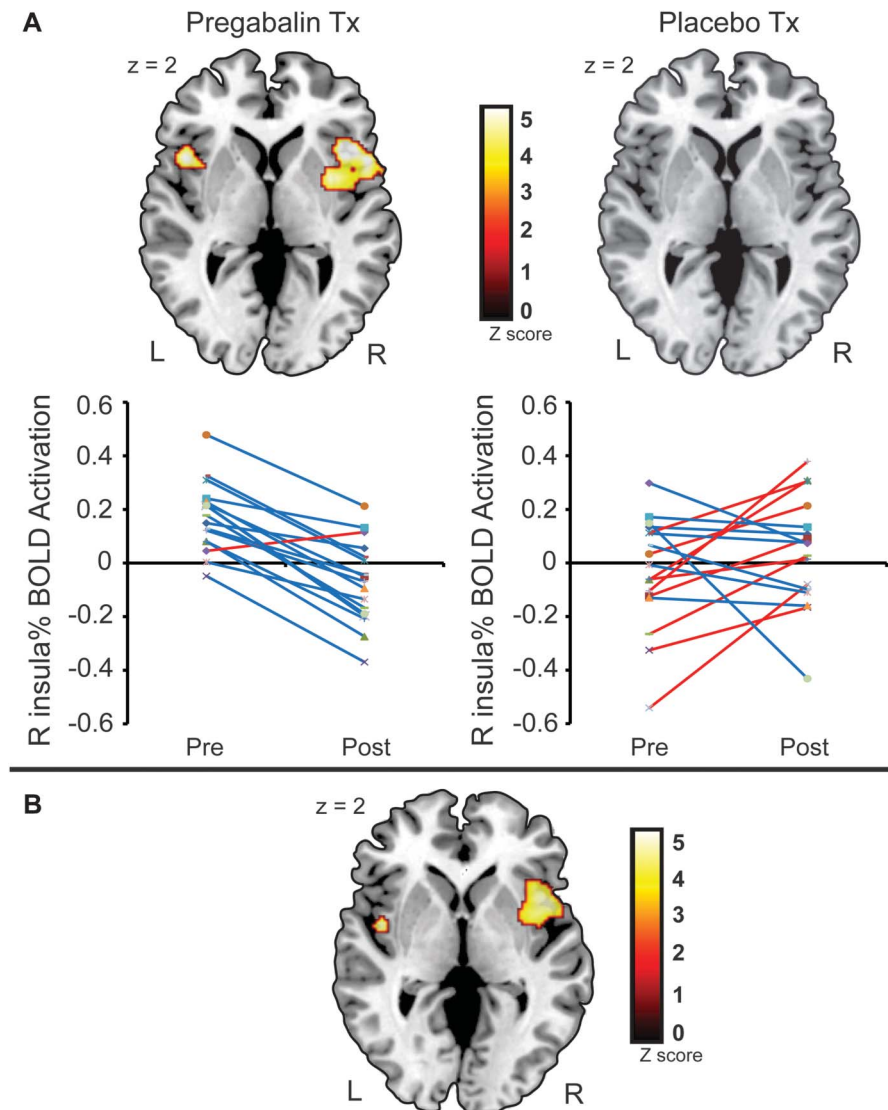 A
Pregabalin Tx
Placebo Tx
z = 2
z = 2
5
4
3
2
1
0
Z score
L
R
L
R
R insula% BOLD Activation
0.6
0.4
0.2
0
-0.2
-0.4
-0.6
Pre
Post
R insula% BOLD Activation
0.6
0.4
0.2
0
-0.2
-0.4
-0.6
Pre
Post
B
z = 2
5
4
3
2
1
0
Z score
L
R